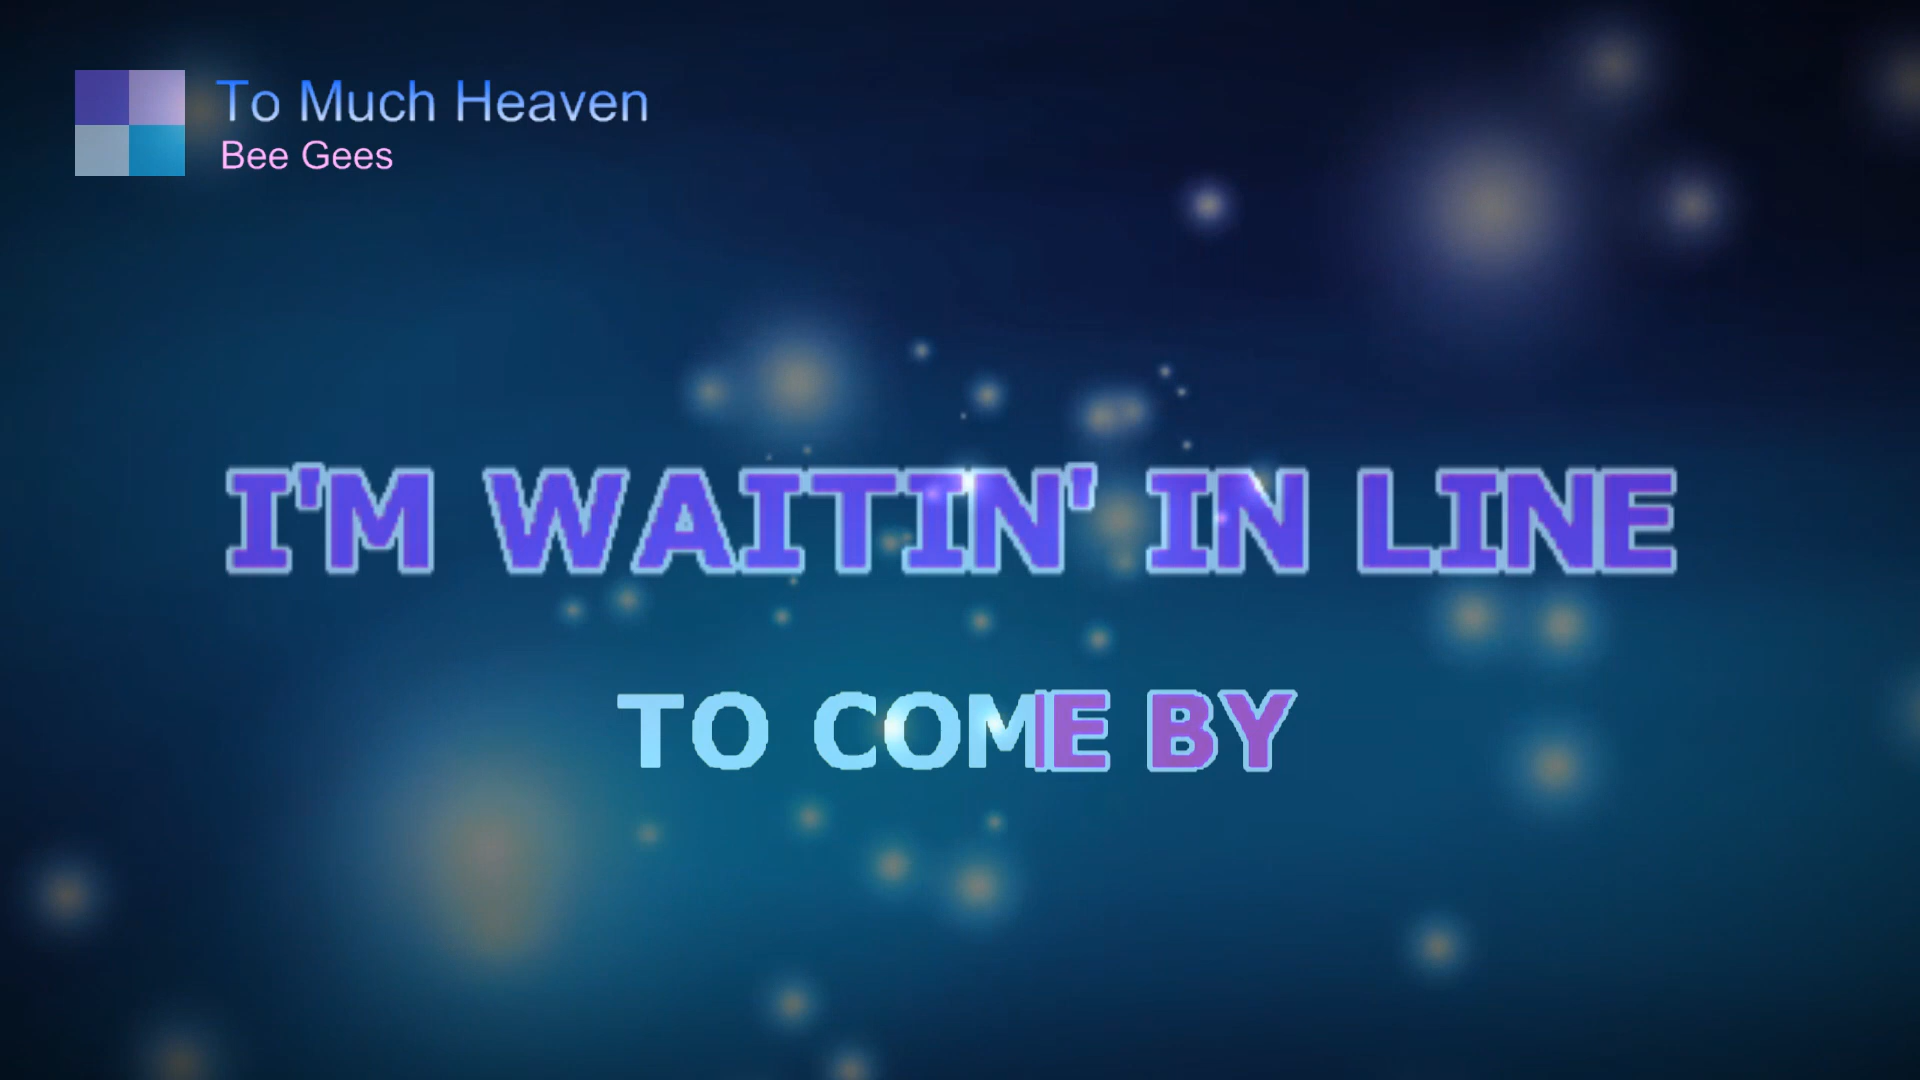 To Much Heaven
Bee Gees
I'M WAITIN' IN LINE
TO COME BY